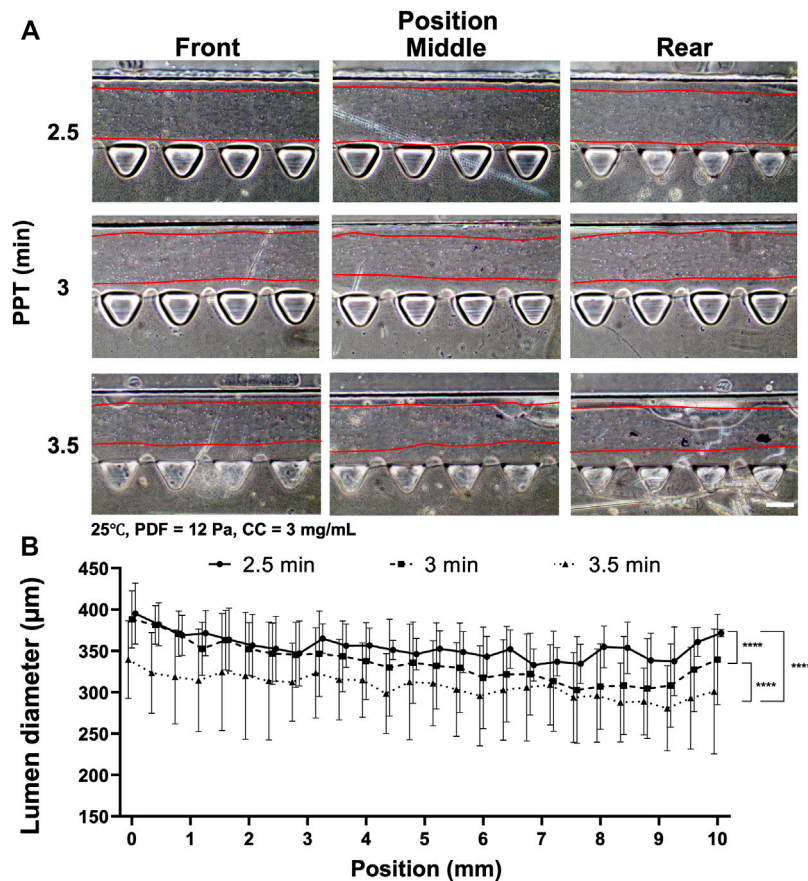 A
Position
Front Middle Rear
PPT (min)
2.5
3
3.5
25℃, PDF = 12 Pa, CC = 3 mg/mL
B
2.5 min 3 min 3.5 min
Lumen diameter (µm)
450
400
350
300
250
200
150
****
****
****
0 1 2 3 4 5 6 7 8 9 10
Position (mm)